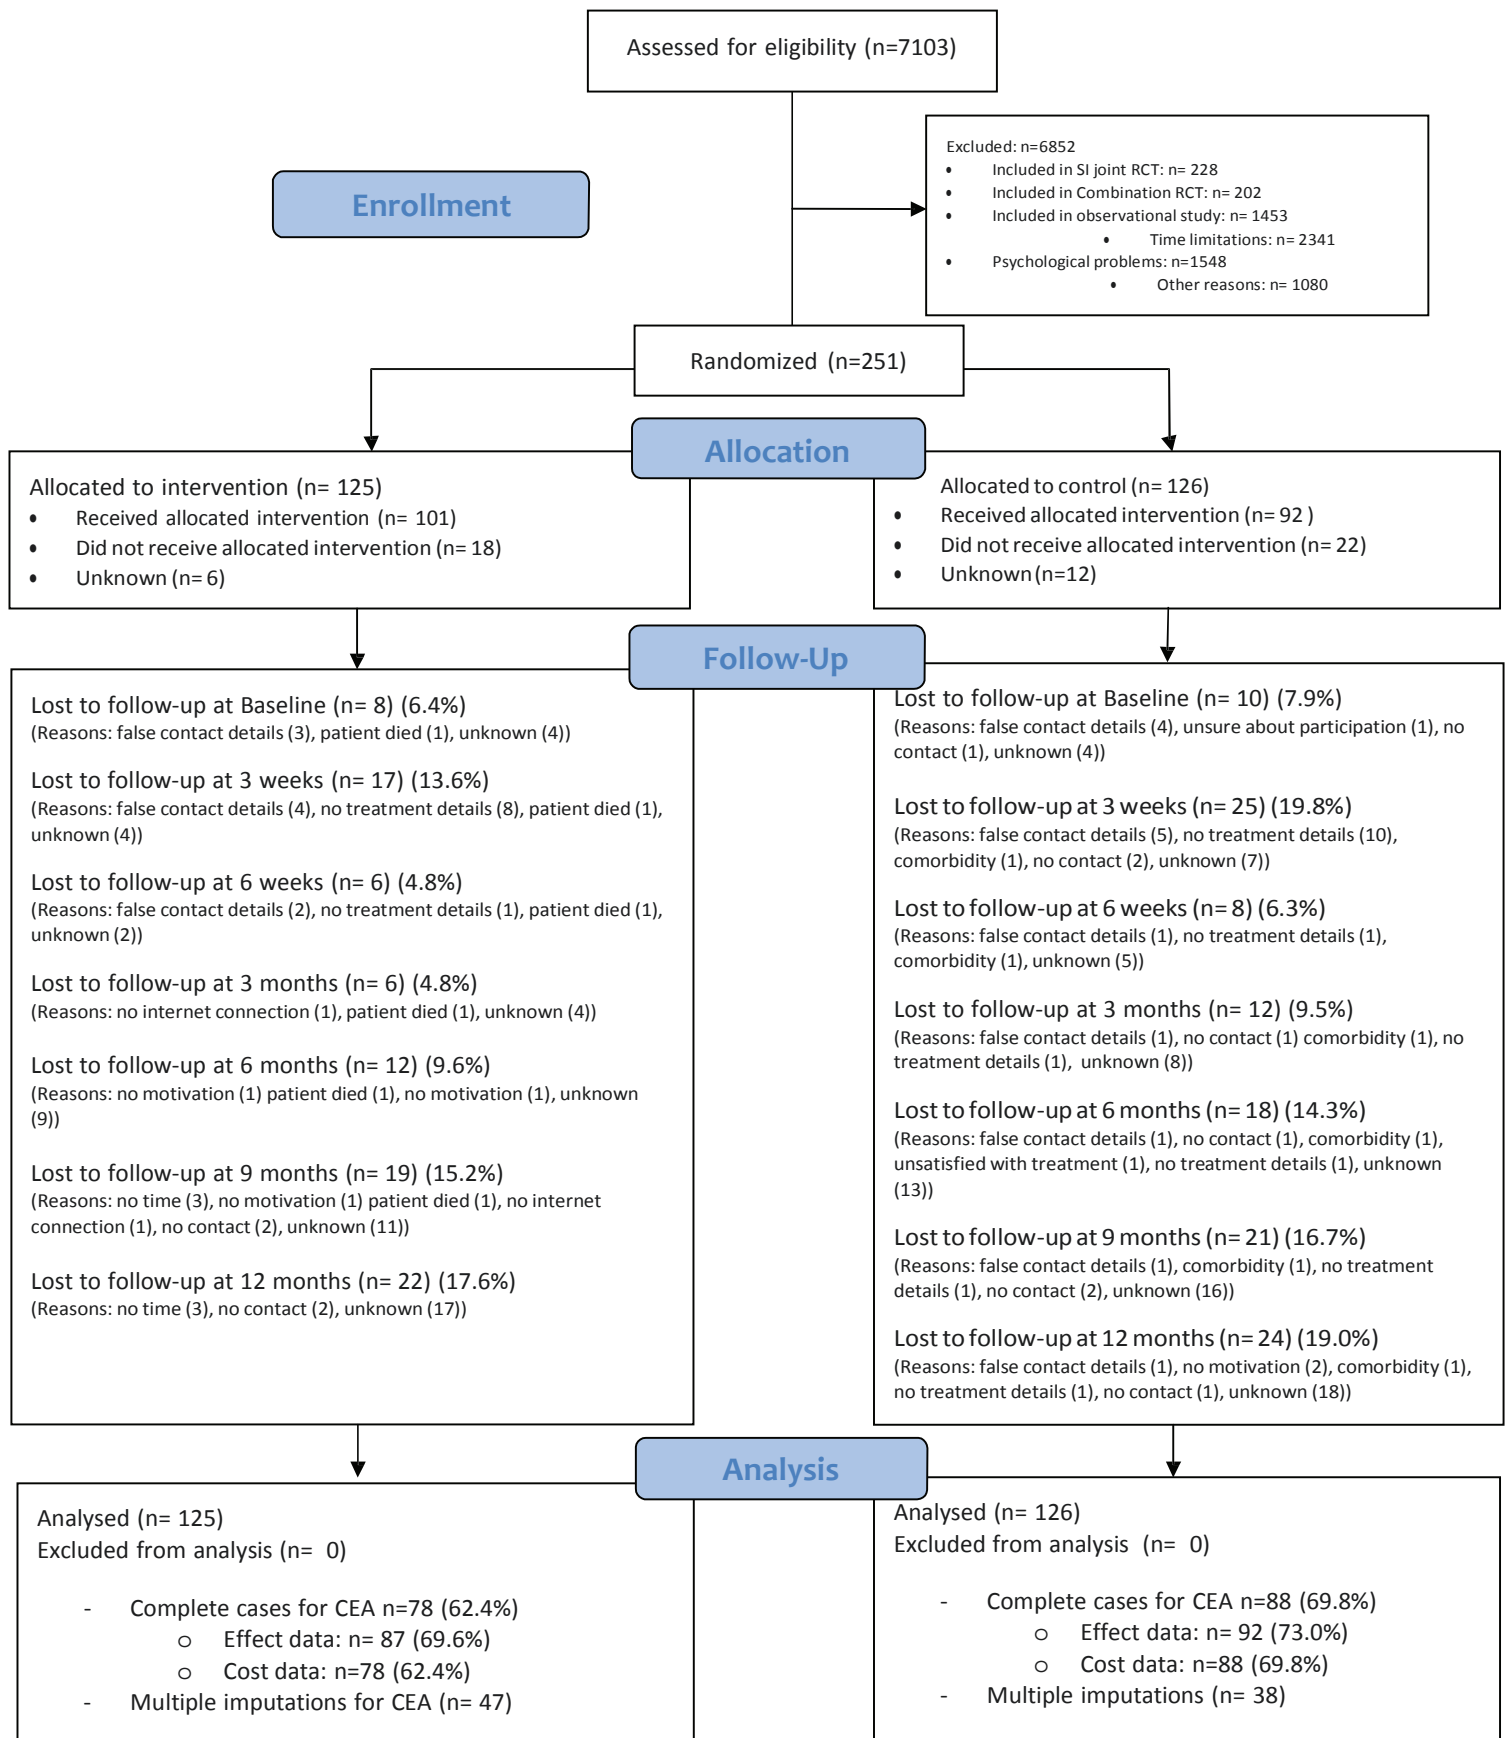 Assessed for eligibility (n=7103)
Excluded: n=6852
• Included in SI joint RCT: n= 228
• Included in Combination RCT: n= 202
• Included in observational study: n= 1453
• Time limitations: n= 2341
• Psychological problems: n=1548
• Other reasons: n= 1080
Enrollment
Randomized (n=251)
Allocation
Allocated to intervention (n= 125)
• Received allocated intervention (n= 101)
• Did not receive allocated intervention (n= 18)
• Unknown (n= 6)
Allocated to control (n= 126)
• Received allocated intervention (n= 92 )
• Did not receive allocated intervention (n= 22)
• Unknown (n=12)
Follow-Up
Lost to follow-up at Baseline (n= 8) (6.4%)
(Reasons: false contact details (3), patient died (1), unknown (4))
Lost to follow-up at 3 weeks (n= 17) (13.6%)
(Reasons: false contact details (4), no treatment details (8), patient died (1),
unknown (4))
Lost to follow-up at 6 weeks (n= 6) (4.8%)
(Reasons: false contact details (2), no treatment details (1), patient died (1),
unknown (2))
Lost to follow-up at 3 months (n= 6) (4.8%)
(Reasons: no internet connection (1), patient died (1), unknown (4))
Lost to follow-up at 6 months (n= 12) (9.6%)
(Reasons: no motivation (1) patient died (1), no motivation (1), unknown
(9))
Lost to follow-up at 9 months (n= 19) (15.2%)
(Reasons: no time (3), no motivation (1) patient died (1), no internet
connection (1), no contact (2), unknown (11))
Lost to follow-up at 12 months (n= 22) (17.6%)
(Reasons: no time (3), no contact (2), unknown (17))
Lost to follow-up at Baseline (n= 10) (7.9%)
(Reasons: false contact details (4), unsure about participation (1), no
contact (1), unknown (4))
Lost to follow-up at 3 weeks (n= 25) (19.8%)
(Reasons: false contact details (5), no treatment details (10),
comorbidity (1), no contact (2), unknown (7))
Lost to follow-up at 6 weeks (n= 8) (6.3%)
(Reasons: false contact details (1), no treatment details (1),
comorbidity (1), unknown (5))
Lost to follow-up at 3 months (n= 12) (9.5%)
(Reasons: false contact details (1), no contact (1) comorbidity (1), no
treatment details (1), unknown (8))
Lost to follow-up at 6 months (n= 18) (14.3%)
(Reasons: false contact details (1), no contact (1), comorbidity (1),
unsatisfied with treatment (1), no treatment details (1), unknown
(13))
Lost to follow-up at 9 months (n= 21) (16.7%)
(Reasons: false contact details (1), comorbidity (1), no treatment
details (1), no contact (2), unknown (16))
Lost to follow-up at 12 months (n= 24) (19.0%)
(Reasons: false contact details (1), no motivation (2), comorbidity (1),
no treatment details (1), no contact (1), unknown (18))
Analysis
Analysed (n= 125)
Excluded from analysis (n= 0)
- Complete cases for CEA n=78 (62.4%)
o Effect data: n= 87 (69.6%)
o Cost data: n=78 (62.4%)
- Multiple imputations for CEA (n= 47)
Analysed (n= 126)
Excluded from analysis (n= 0)
- Complete cases for CEA n=88 (69.8%)
o Effect data: n= 92 (73.0%)
o Cost data: n=88 (69.8%)
- Multiple imputations (n= 38)